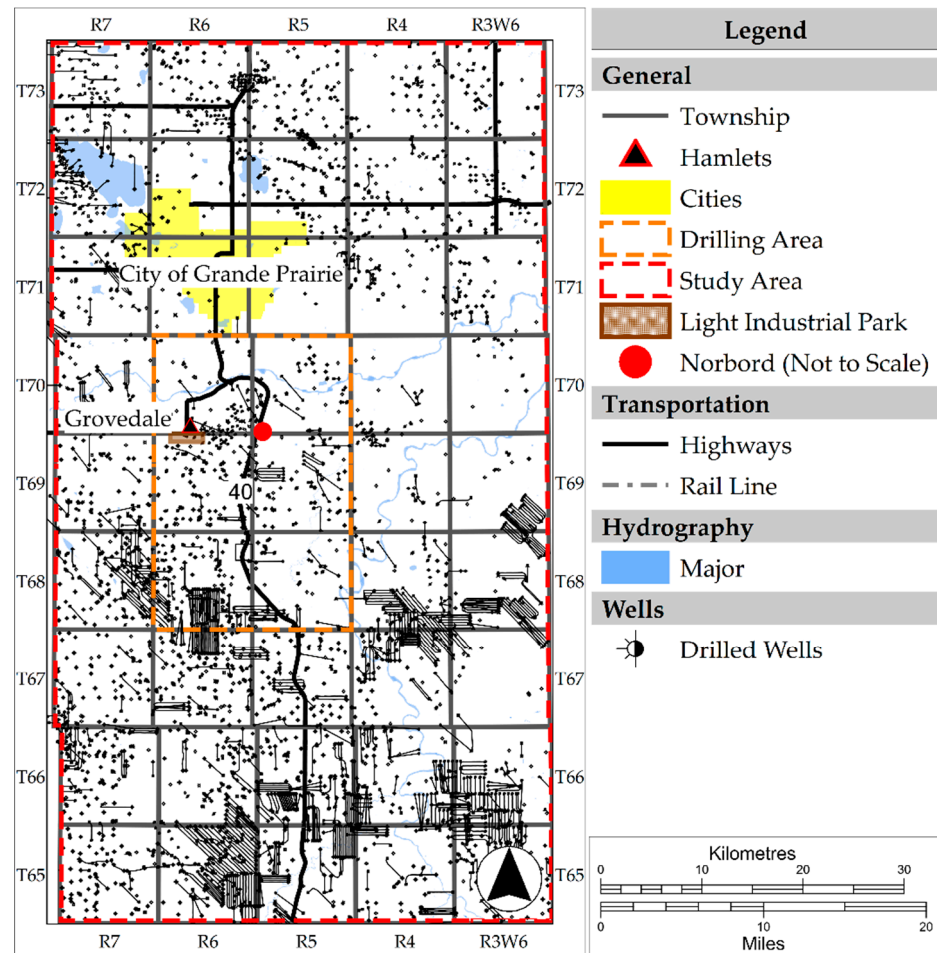 R7 R6 R5 R4 R3W6
T73 T73
T72 T72
City of Grande Prairie
T71 T71
T70 T70
Grovedale
T69 T69
40
T68 T68
T67 T67
T66 T66
T65 T65
R7 R6 R5 R4 R3W6
Legend
General
Township
Hamlets
Cities
Drilling Area
Study Area
Light Industrial Park
Norbord (Not to Scale)
Transportation
Highways
Rail Line
Hydrography
Major
Wells
Drilled Wells
Kilometres
0 10 20 30
0 10 20
Miles